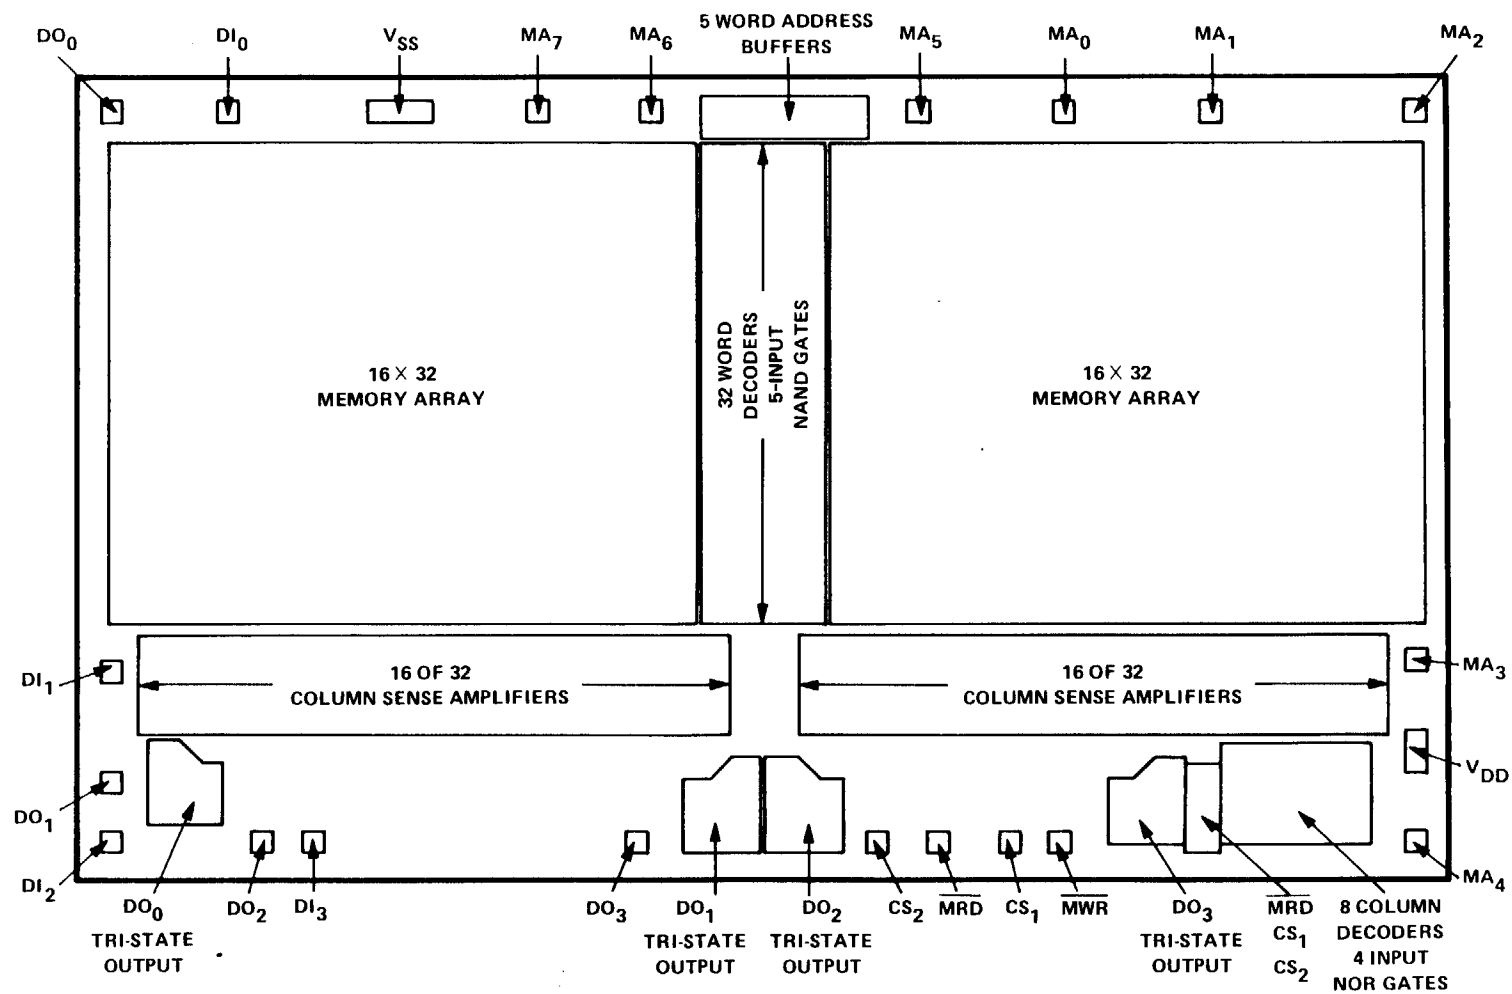 DO0
DI0
VSS
MA7
MA6
5 WORD ADDRESS
BUFFERS
MA5
MA0
MA1
MA2
16 × 32
MEMORY ARRAY
32 WORD
DECODERS
5-INPUT
NAND GATES
16 × 32
MEMORY ARRAY
DI1
16 OF 32
COLUMN SENSE AMPLIFIERS
16 OF 32
COLUMN SENSE AMPLIFIERS
MA3
VDD
DO1
DI2
MA4
DO0
TRI-STATE
OUTPUT
DO2
DI3
DO3
DO1
TRI-STATE
OUTPUT
DO2
TRI-STATE
OUTPUT
CS2
M̅R̅D̅
CS1
M̅W̅R̅
DO3
TRI-STATE
OUTPUT
M̅R̅D̅
CS1
CS2
8 COLUMN
DECODERS
4 INPUT
NOR GATES